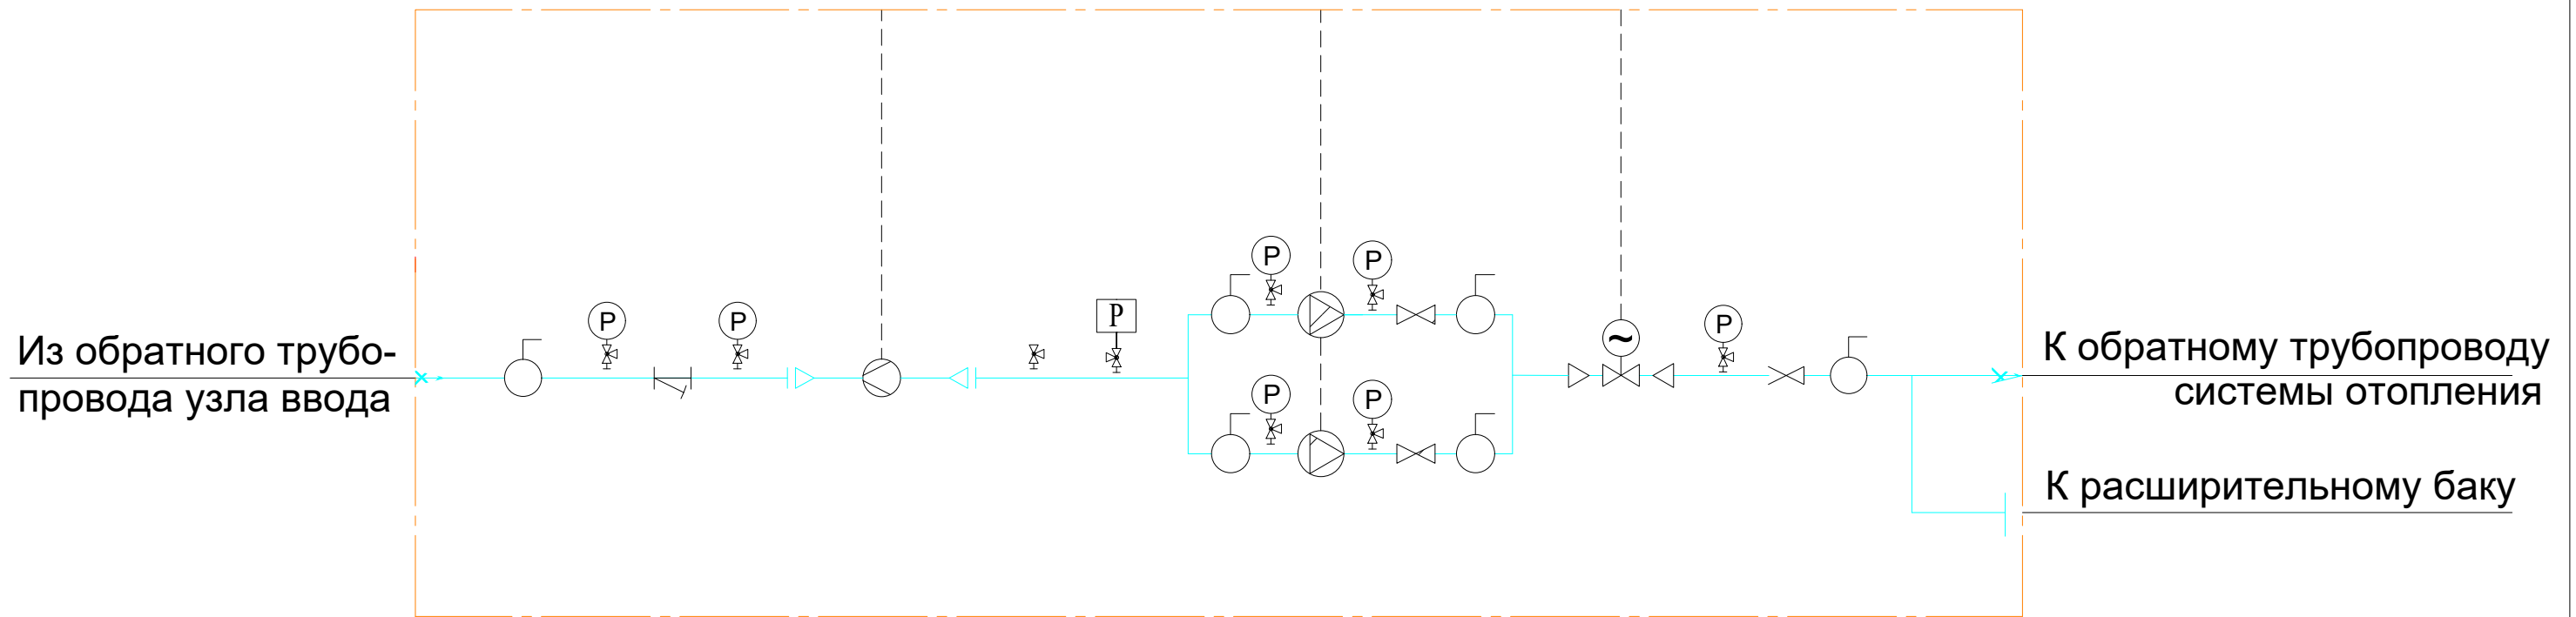 P
P
P
P
P
P
P
~
P
P
Из обратного трубо-
провода узла ввода
К обратному трубопроводу
системы отопления
К расширительному баку